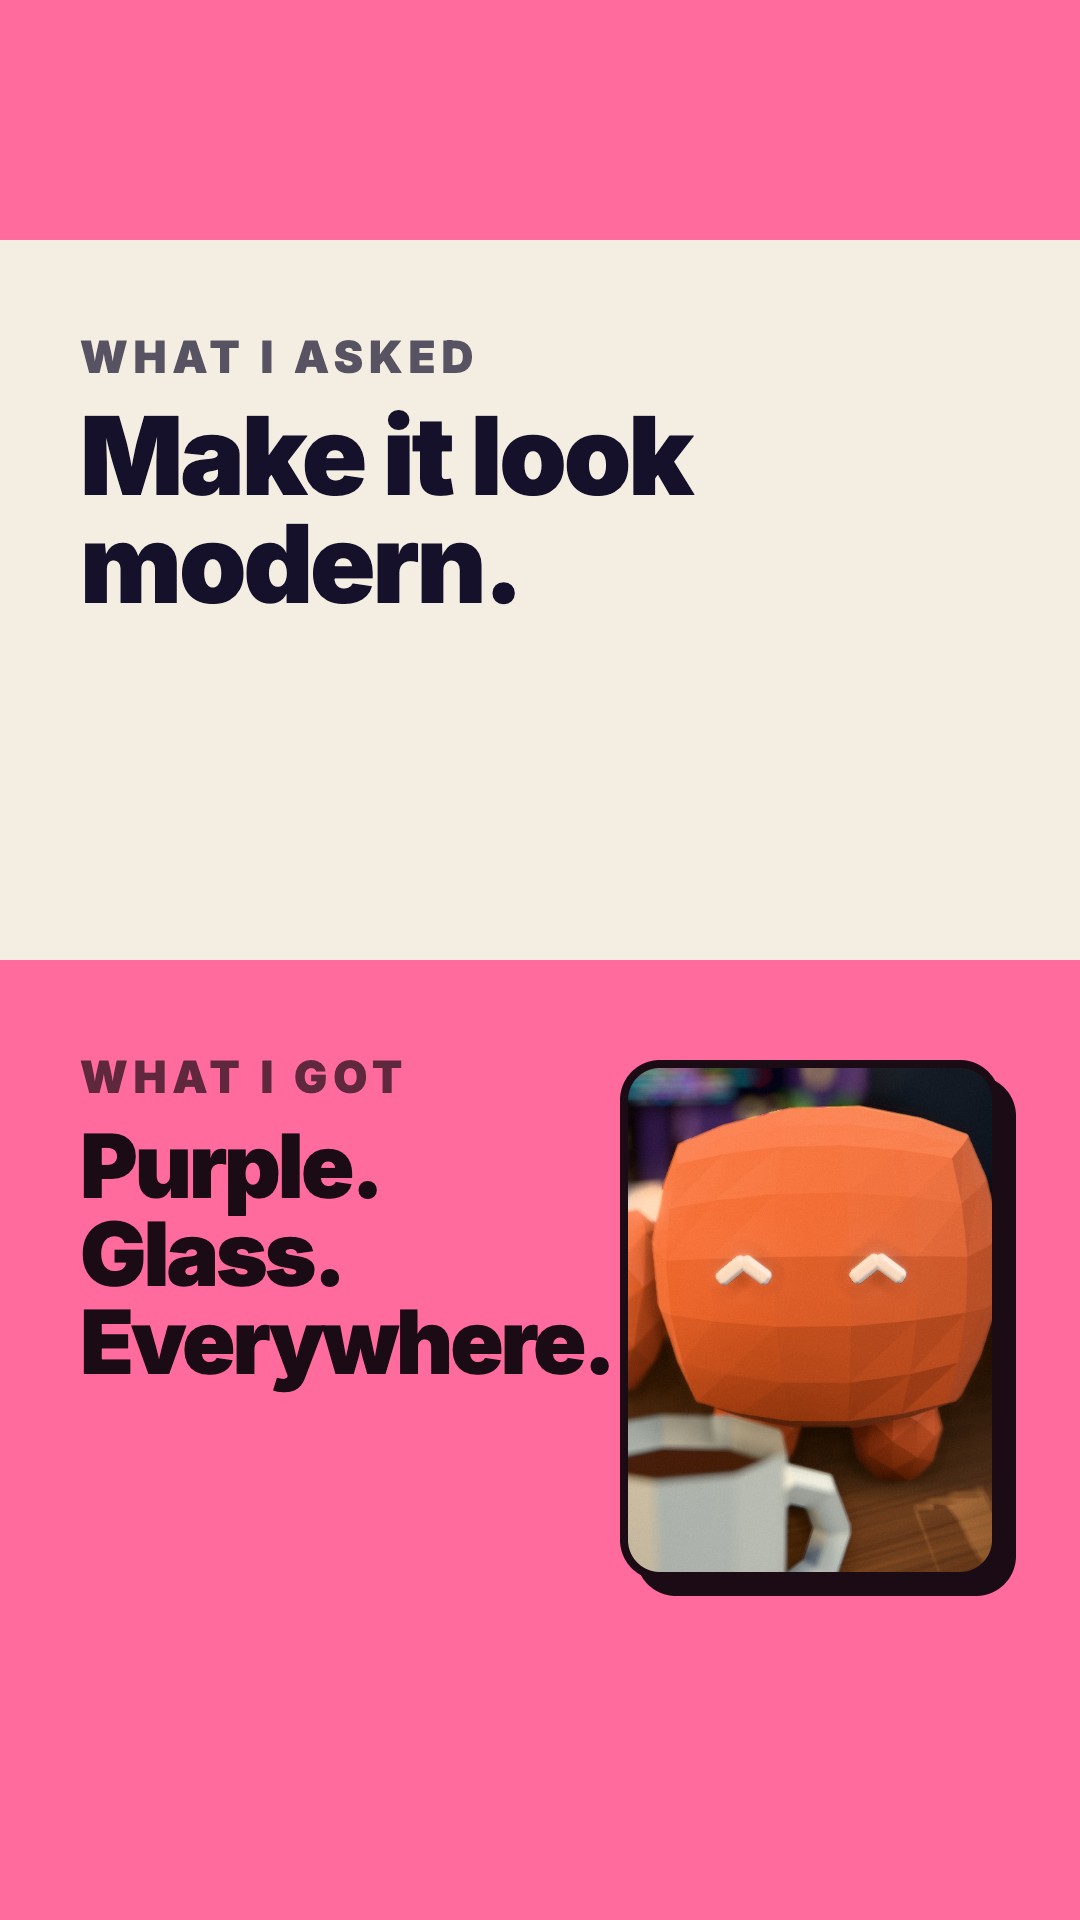 WHAT I ASKED
Make it look
modern.
WHAT I GOT
Purple.
Glass.
Everywhere.